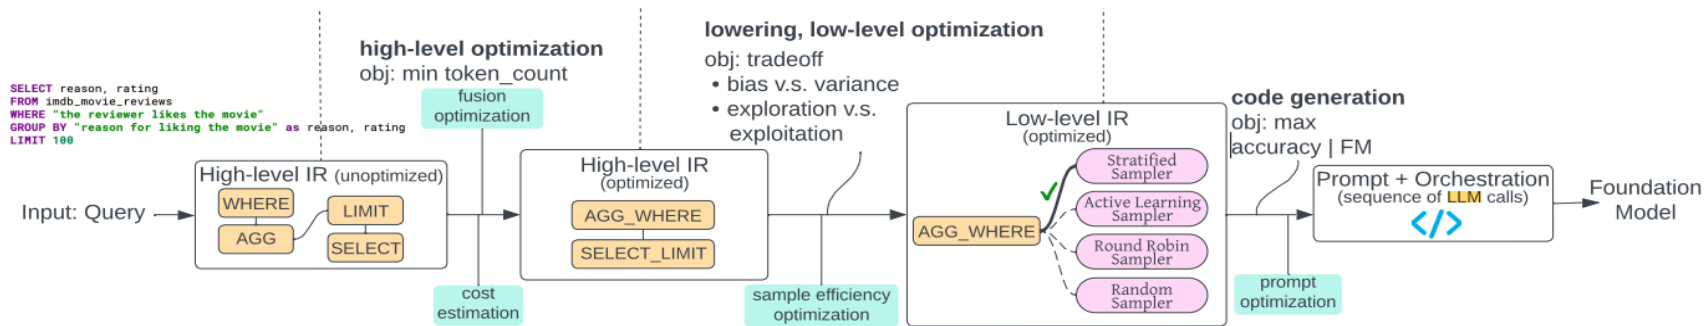 SELECT reason, rating
FROM imdb_movie_reviews
WHERE "the reviewer likes the movie"
GROUP BY "reason for liking the movie" as reason, rating
LIMIT 100
Input: Query
High-level IR (unoptimized)
WHERE
AGG
LIMIT
SELECT
high-level optimization
obj: min token_count
fusion
optimization
cost
estimation
High-level IR
(optimized)
AGG_WHERE
SELECT_LIMIT
lowering, low-level optimization
obj: tradeoff
• bias v.s. variance
• exploration v.s.
exploitation
sample efficiency
optimization
Low-level IR
(optimized)
AGG_WHERE
Stratified
Sampler
Active Learning
Sampler
Round Robin
Sampler
Random
Sampler
code generation
obj: max
accuracy | FM
prompt
optimization
Prompt + Orchestration
(sequence of LLM calls)
</>
Foundation
Model